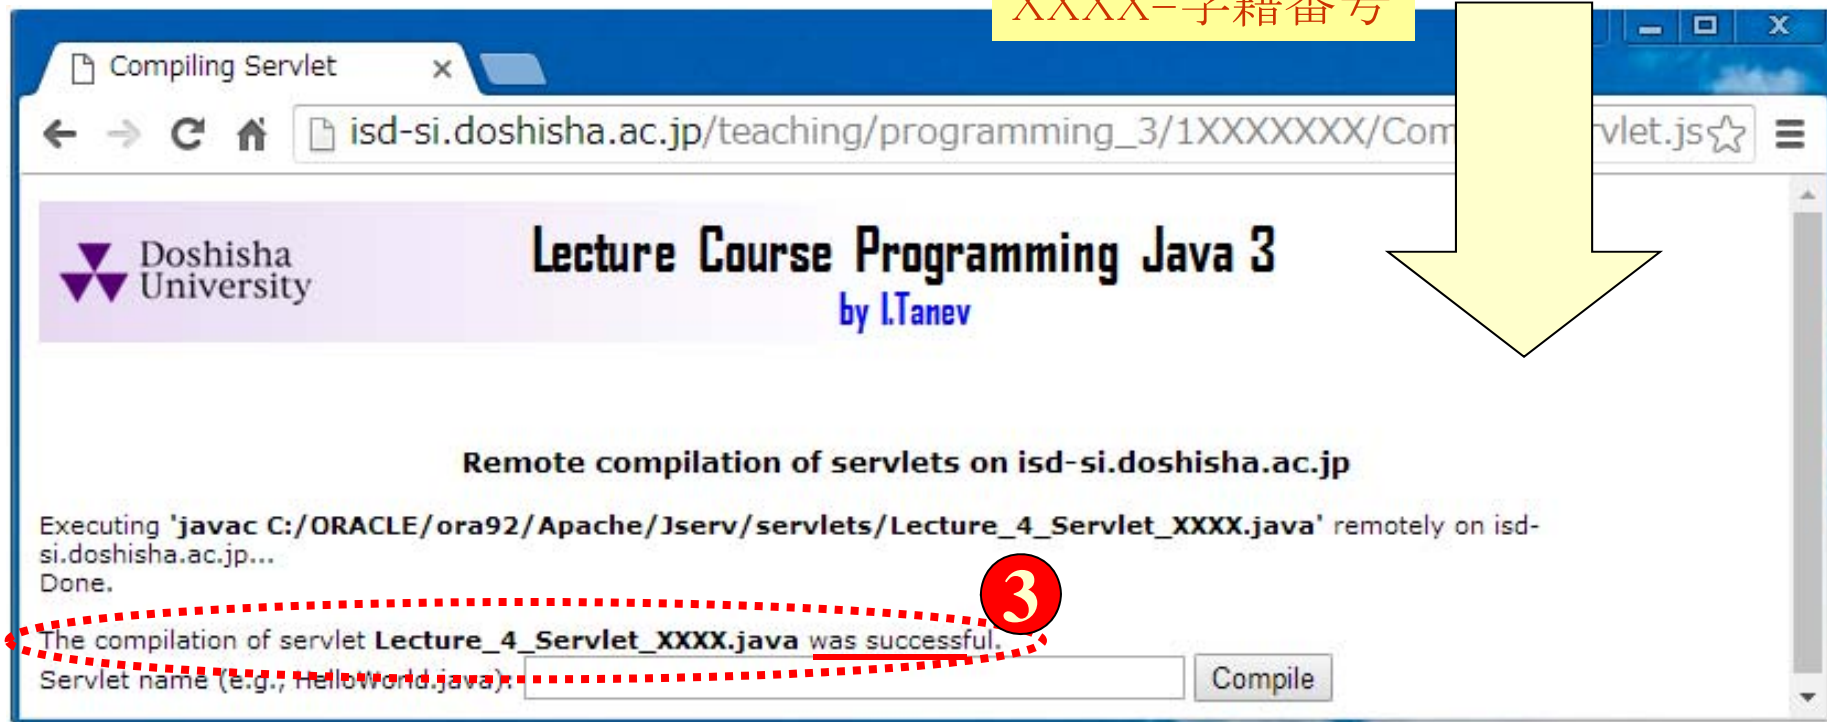 XXXX-学籍番号
Compiling Servlet
isd-si.doshisha.ac.jp/teaching/programming_3/1XXXXXXX/Com vlet.js
Doshisha
University
Lecture Course Programming Java 3
by I.Tanev
Remote compilation of servlets on isd-si.doshisha.ac.jp
Executing 'javac C:/ORACLE/ora92/Apache/Jserv/servlets/Lecture_4_Servlet_XXXX.java' remotely on isd-
si.doshisha.ac.jp...
Done.
3
The compilation of servlet Lecture_4_Servlet_XXXX.java was successful.
Servlet name (e.g., HelloWorld.java):
Compile